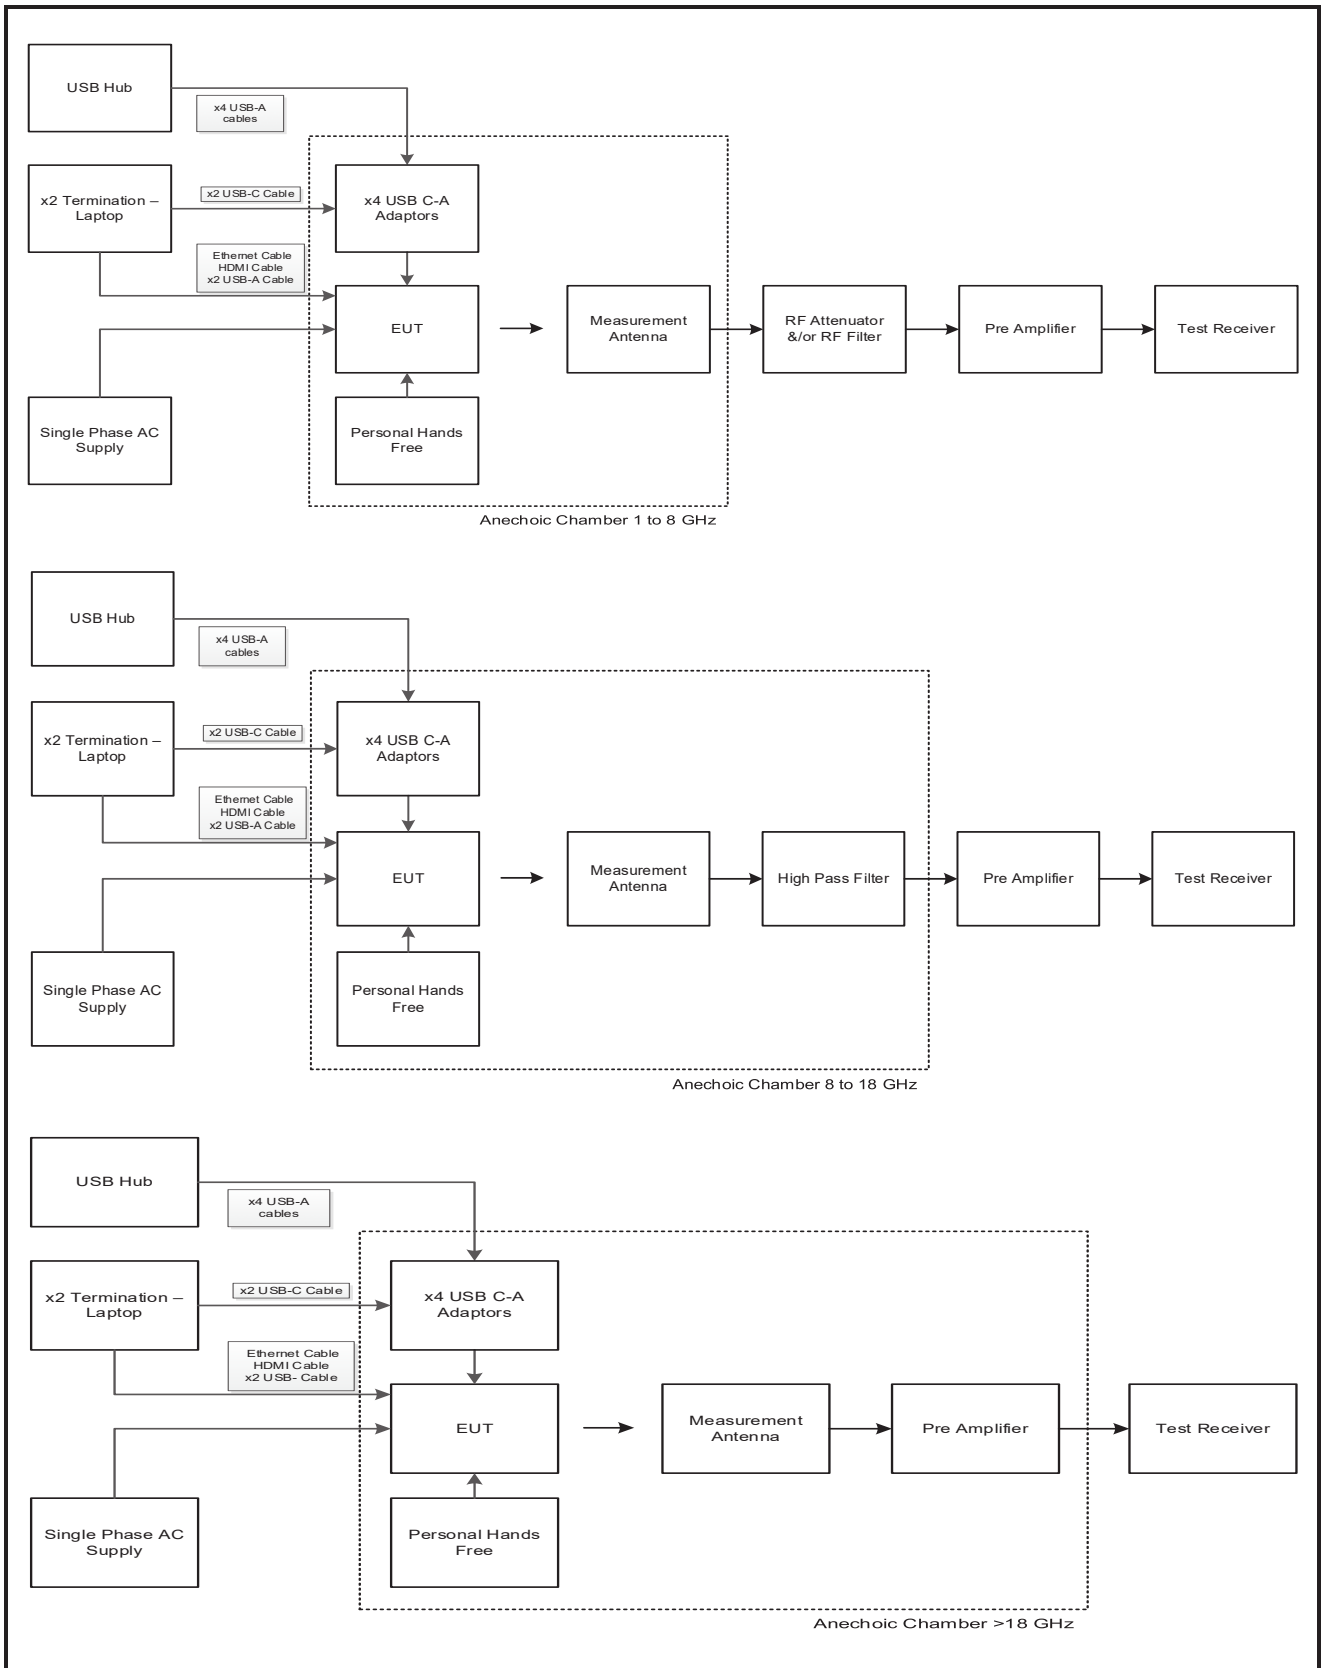 USB Hub
x4 USB-A
cables
x2 Termination –
Laptop
x2 USB-C Cable
x4 USB C-A
Adaptors
Ethernet Cable
HDMI Cable
x2 USB-A Cable
EUT
Measurement
Antenna
RF Attenuator
&/or RF Filter
Pre Amplifier
Test Receiver
Single Phase AC
Supply
Personal Hands
Free
Anechoic Chamber 1 to 8 GHz
USB Hub
x4 USB-A
cables
x2 Termination –
Laptop
x2 USB-C Cable
x4 USB C-A
Adaptors
Ethernet Cable
HDMI Cable
x2 USB-A Cable
EUT
Measurement
Antenna
High Pass Filter
Pre Amplifier
Test Receiver
Single Phase AC
Supply
Personal Hands
Free
Anechoic Chamber 8 to 18 GHz
USB Hub
x4 USB-A
cables
x2 Termination –
Laptop
x2 USB-C Cable
x4 USB C-A
Adaptors
Ethernet Cable
HDMI Cable
x2 USB- Cable
EUT
Measurement
Antenna
Pre Amplifier
Test Receiver
Single Phase AC
Supply
Personal Hands
Free
Anechoic Chamber >18 GHz